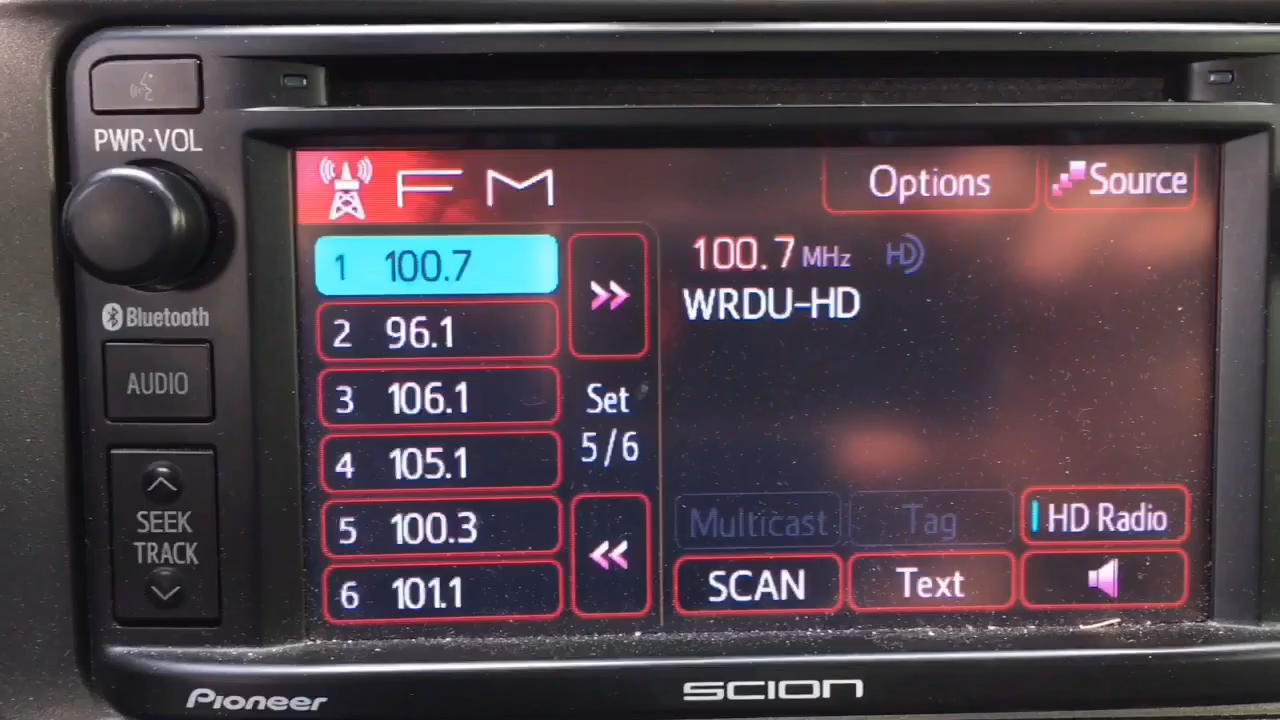 PWR·VOL
Bluetooth
AUDIO
SEEK
TRACK
FM
Options
Source
1 100.7
2 96.1
3 106.1
4 105.1
5 100.3
6 101.1
Set
5/6
100.7 MHz HD
WRDU-HD
Multicast
Tag
HD Radio
SCAN
Text
Pioneer
SCION